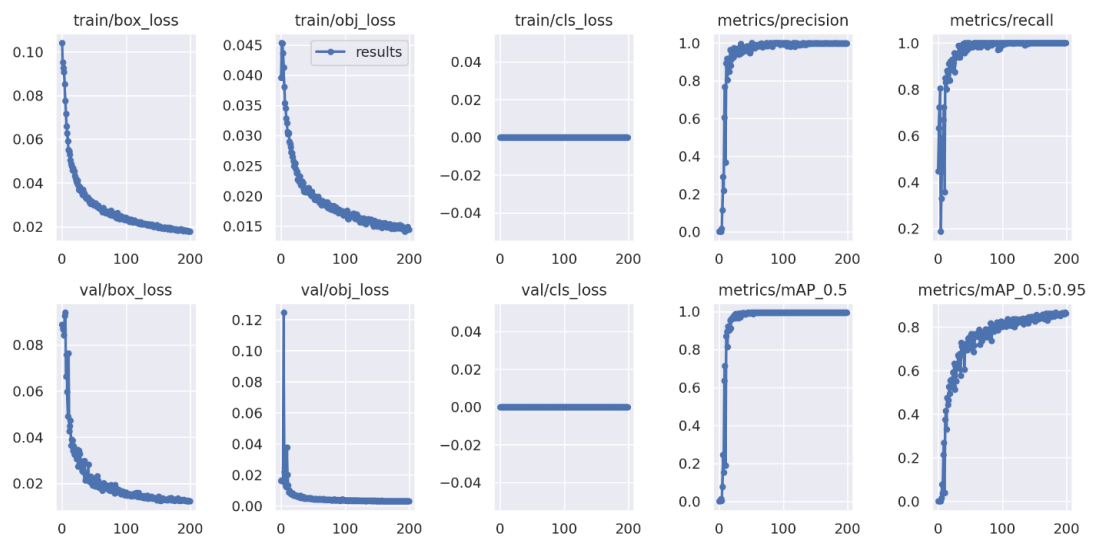 train/box_loss
train/obj_loss
train/cls_loss
metrics/precision
metrics/recall
0.10
0.08
0.06
0.04
0.02
0 100 200
0.045
0.040
0.035
0.030
0.025
0.020
0.015
results
0 100 200
0.04
0.02
0.00
−0.02
−0.04
0 100 200
1.0
0.8
0.6
0.4
0.2
0.0
0 100 200
1.0
0.8
0.6
0.4
0.2
0 100 200
val/box_loss
val/obj_loss
val/cls_loss
metrics/mAP_0.5
metrics/mAP_0.5:0.95
0.08
0.06
0.04
0.02
0 100 200
0.12
0.10
0.08
0.06
0.04
0.02
0.00
0 100 200
0.04
0.02
0.00
−0.02
−0.04
0 100 200
1.0
0.8
0.6
0.4
0.2
0.0
0 100 200
0.8
0.6
0.4
0.2
0.0
0 100 200